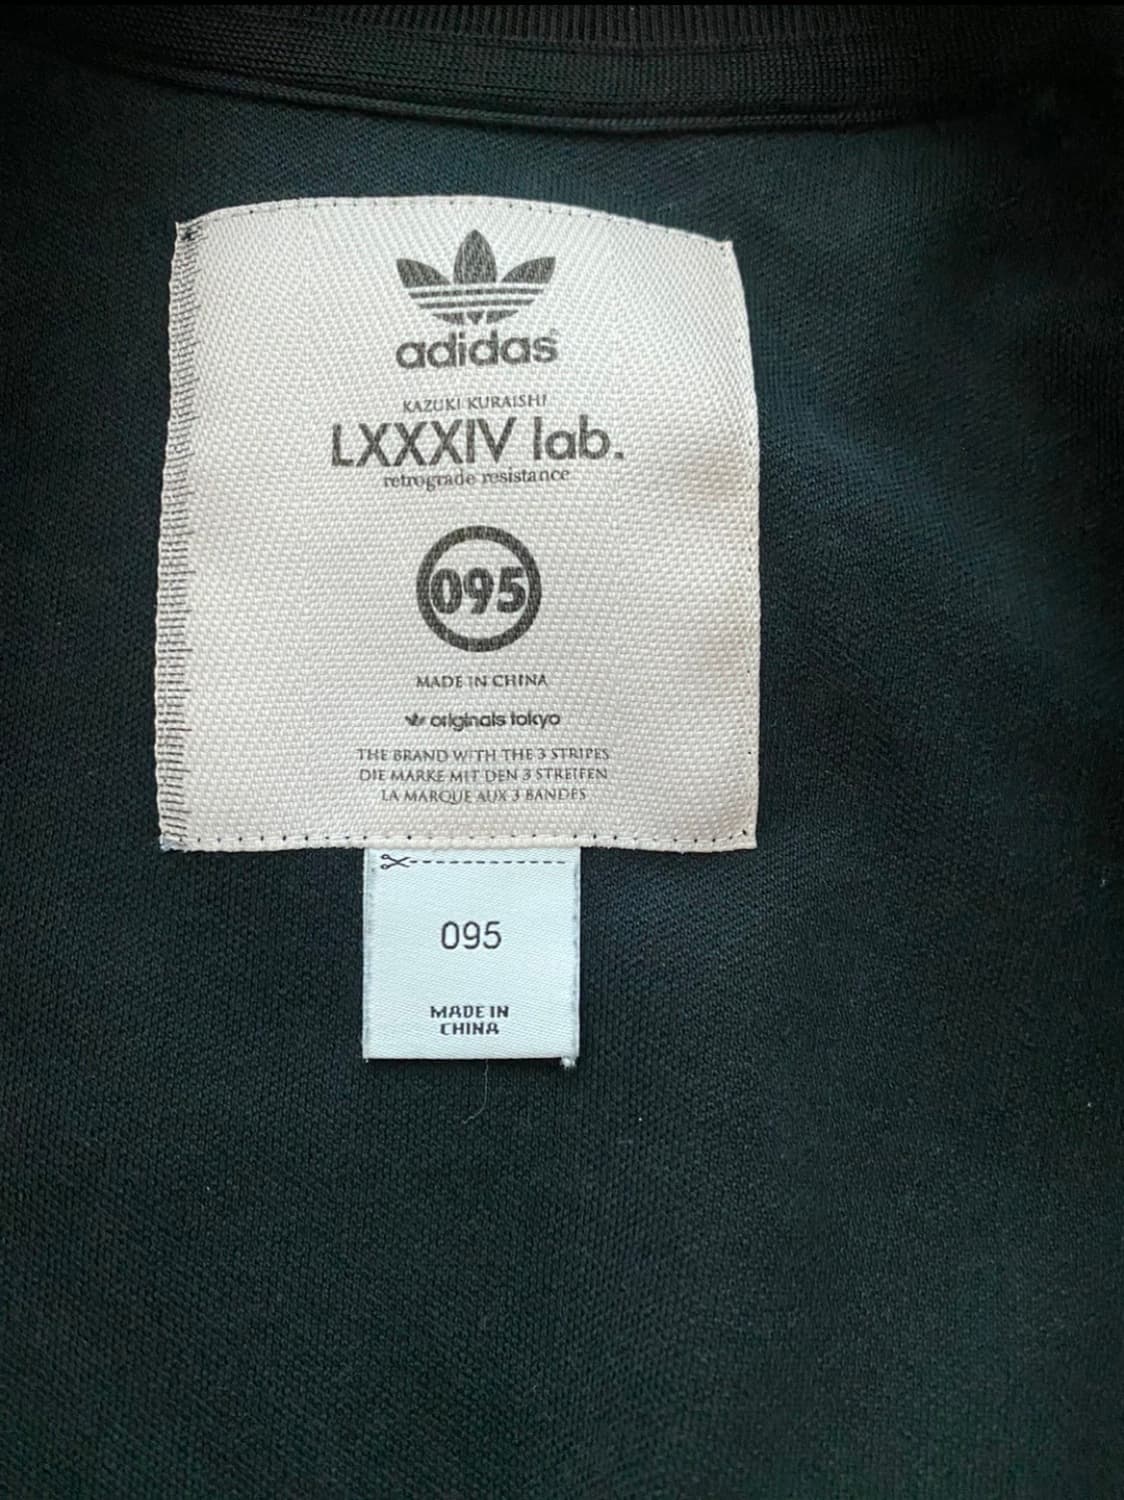 adidas
KAZUKI KURAISHI
LXXXIV lab.
retrograde resistance
095
MADE IN CHINA
originals tokyo
THE BRAND WITH THE 3 STRIPES
DIE MARKE MIT DEN 3 STREIFEN
LA MARQUE AUX 3 BANDES
095
MADE IN
CHINA